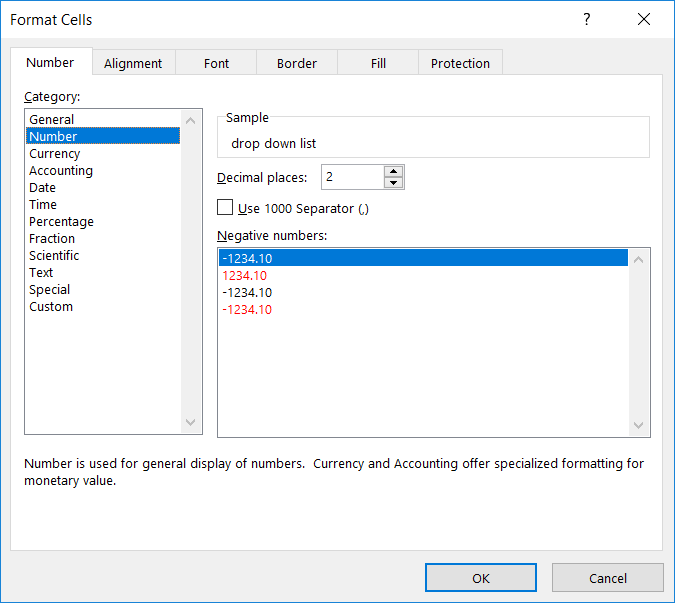 Format Cells
?
Number Alignment Font Border Fill Protection
Category:
General
Number
Currency
Accounting
Date
Time
Percentage
Fraction
Scientific
Text
Special
Custom
Sample
drop down list
Decimal places: 2
Use 1000 Separator (,)
Negative numbers:
-1234.10
1234.10
-1234.10
-1234.10
Number is used for general display of numbers.  Currency and Accounting offer specialized formatting for
monetary value.
OK Cancel